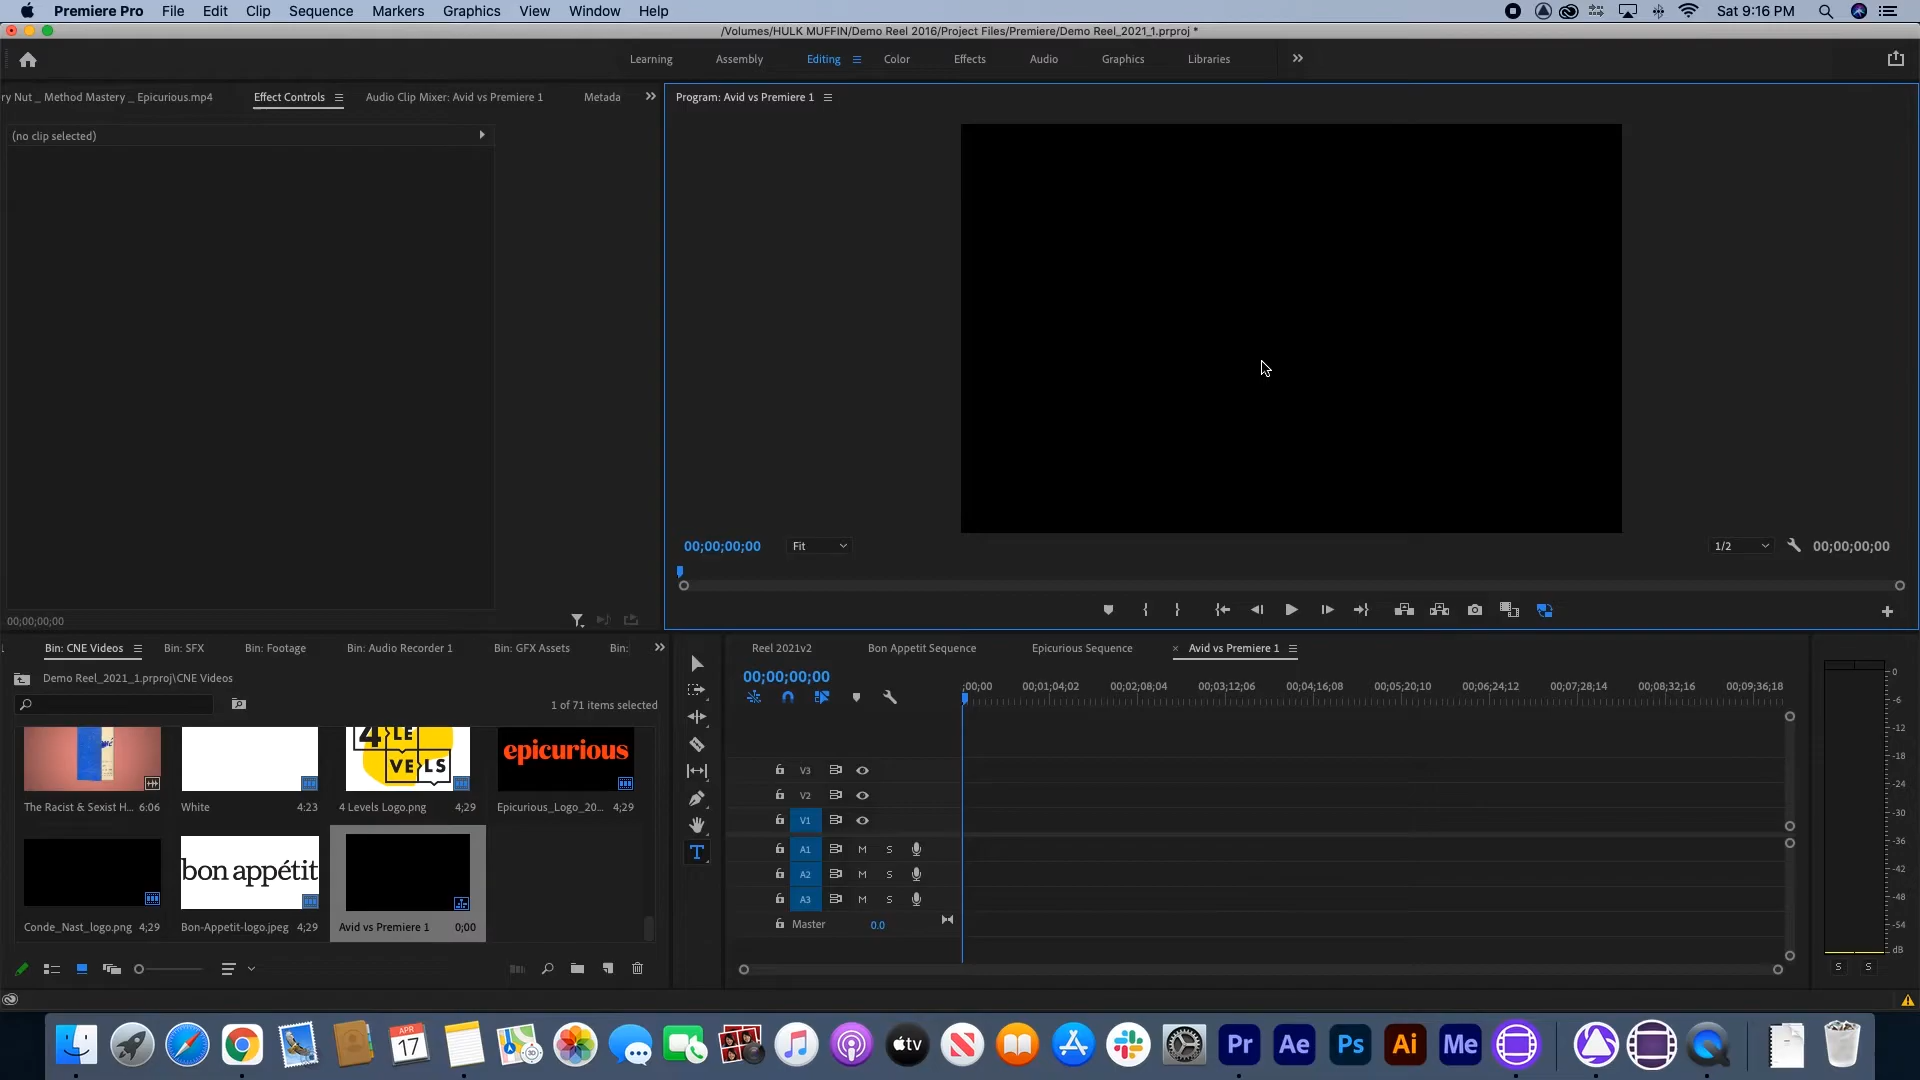 Premiere Pro File Edit Clip Sequence Markers Graphics View Window Help
Sat 9:16 PM
/Volumes/HULK MUFFIN/Demo Reel 2016/Project Files/Premiere/Demo Reel_2021_1.prproj *
Learning Assembly Editing Color Effects Audio Graphics Libraries
ry Nut _ Method Mastery _ Epicurious.mp4 Effect Controls Audio Clip Mixer: Avid vs Premiere 1 Metada
Program: Avid vs Premiere 1
(no clip selected)
00;00;00;00 Fit 1/2 00;00;00;00
00;00;00;00
Bin: CNE Videos Bin: SFX Bin: Footage Bin: Audio Recorder 1 Bin: GFX Assets Bin:
Reel 2021v2 Bon Appetit Sequence Epicurious Sequence × Avid vs Premiere 1
Demo Reel_2021_1.prproj\CNE Videos
1 of 71 items selected
00;00;00;00
;00;00 00;01;04;02 00;02;08;04 00;03;12;06 00;04;16;08 00;05;20;10 00;06;24;12 00;07;28;14 00;08;32;16 00;09;36;18
4 LE
VE LS
epicurious
The Racist & Sexist H... 6:06 White 4:23 4 Levels Logo.png 4;29 Epicurious_Logo_20... 4;29
bon appétit
Conde_Nast_logo.png 4;29 Bon-Appetit-logo.jpeg 4;29 Avid vs Premiere 1 0;00
V3
V2
V1
A1 M S
A2 M S
A3 M S
Master 0.0
0
-6
-12
-18
-24
-30
-36
-42
-48
-54
dB
S S
APR
17
tv
Pr Ae Ps Ai Me